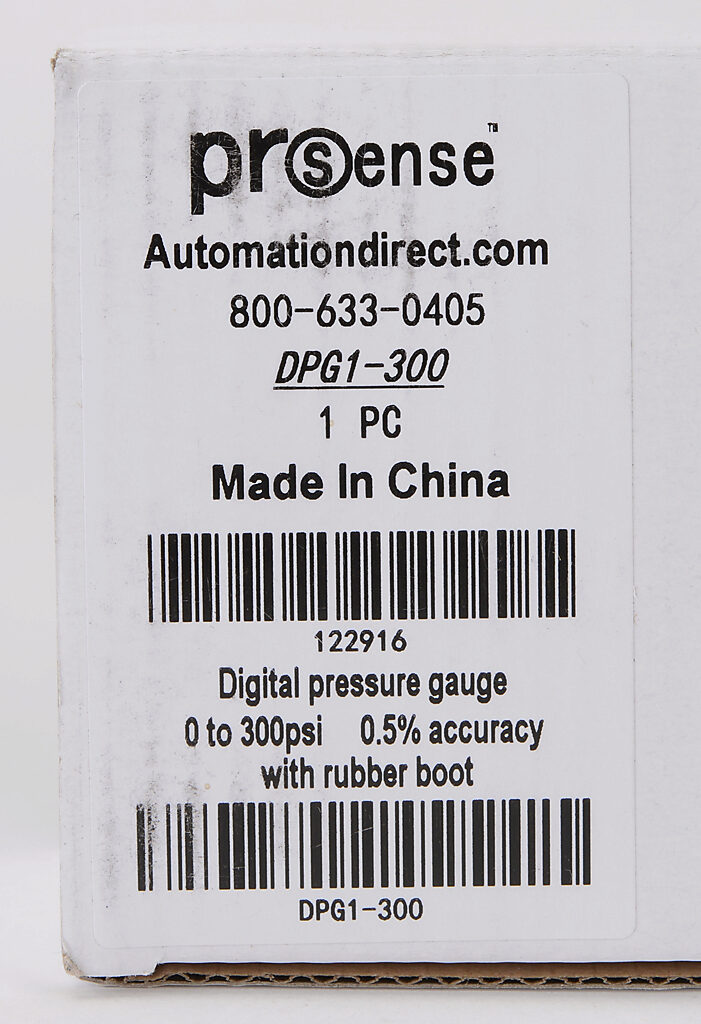 prosense™
Automationdirect.com
800-633-0405
DPG1-300
1 PC
Made In China
122916
Digital pressure gauge
0 to 300psi 0.5% accuracy
with rubber boot
DPG1-300